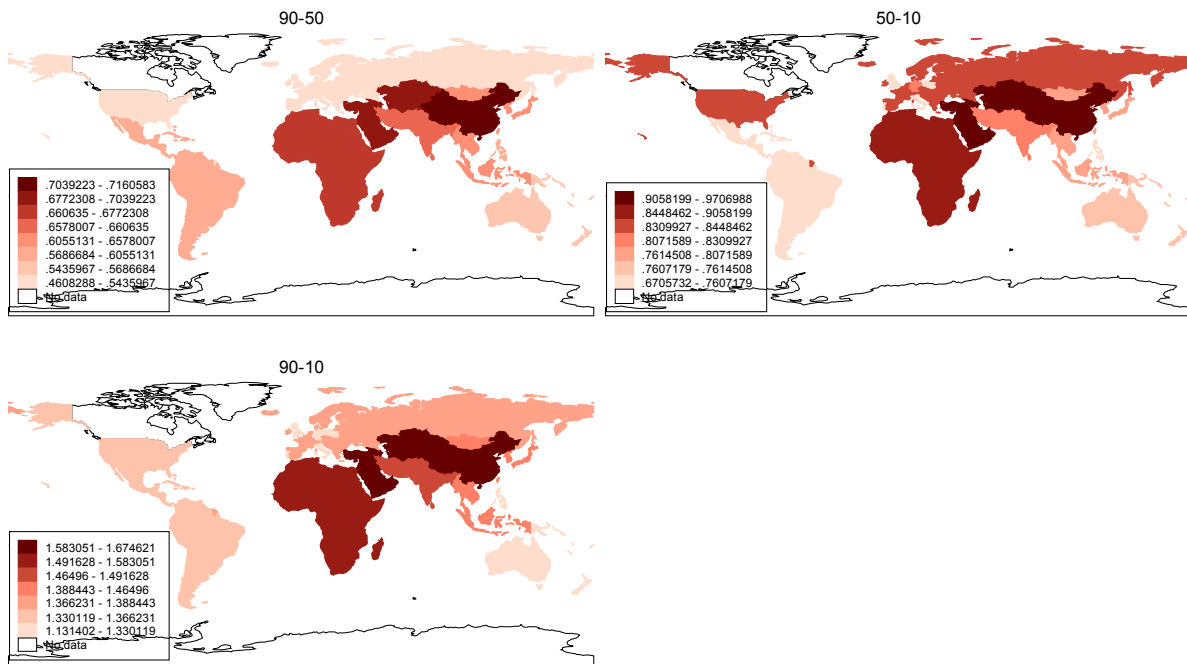 90-50
.7039223 - .7160583
.6772308 - .7039223
.660635 - .6772308
.6578007 - .660635
.6055131 - .6578007
.5686684 - .6055131
.5435967 - .5686684
.4608288 - .5435967
No data
50-10
.9058199 - .9706988
.8448462 - .9058199
.8309927 - .8448462
.8071589 - .8309927
.7614508 - .8071589
.7607179 - .7614508
.6705732 - .7607179
No data
90-10
1.583051 - 1.674621
1.491628 - 1.583051
1.46496 - 1.491628
1.388443 - 1.46496
1.366231 - 1.388443
1.330119 - 1.366231
1.131402 - 1.330119
No data